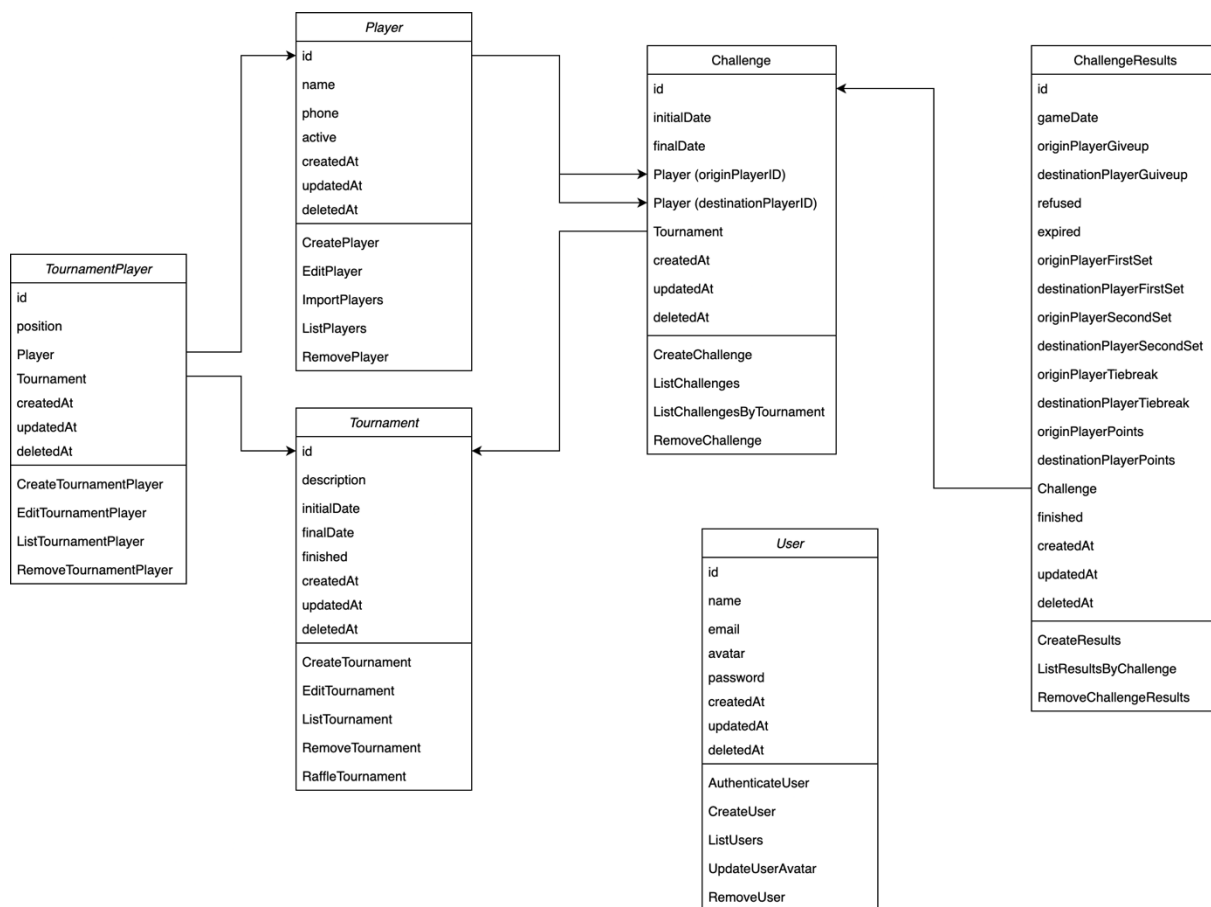 Player
id
name
phone
active
createdAt
updatedAt
deletedAt
CreatePlayer
EditPlayer
ImportPlayers
ListPlayers
RemovePlayer
Challenge
id
initialDate
finalDate
Player (originPlayerID)
Player (destinationPlayerID)
Tournament
createdAt
updatedAt
deletedAt
CreateChallenge
ListChallenges
ListChallengesByTournament
RemoveChallenge
ChallengeResults
id
gameDate
originPlayerGiveup
destinationPlayerGuiveup
refused
expired
originPlayerFirstSet
destinationPlayerFirstSet
originPlayerSecondSet
destinationPlayerSecondSet
originPlayerTiebreak
destinationPlayerTiebreak
originPlayerPoints
destinationPlayerPoints
Challenge
finished
createdAt
updatedAt
deletedAt
CreateResults
ListResultsByChallenge
RemoveChallengeResults
TournamentPlayer
id
position
Player
Tournament
createdAt
updatedAt
deletedAt
CreateTournamentPlayer
EditTournamentPlayer
ListTournamentPlayer
RemoveTournamentPlayer
Tournament
id
description
initialDate
finalDate
finished
createdAt
updatedAt
deletedAt
CreateTournament
EditTournament
ListTournament
RemoveTournament
RaffleTournament
User
id
name
email
avatar
password
createdAt
updatedAt
deletedAt
AuthenticateUser
CreateUser
ListUsers
UpdateUserAvatar
RemoveUser